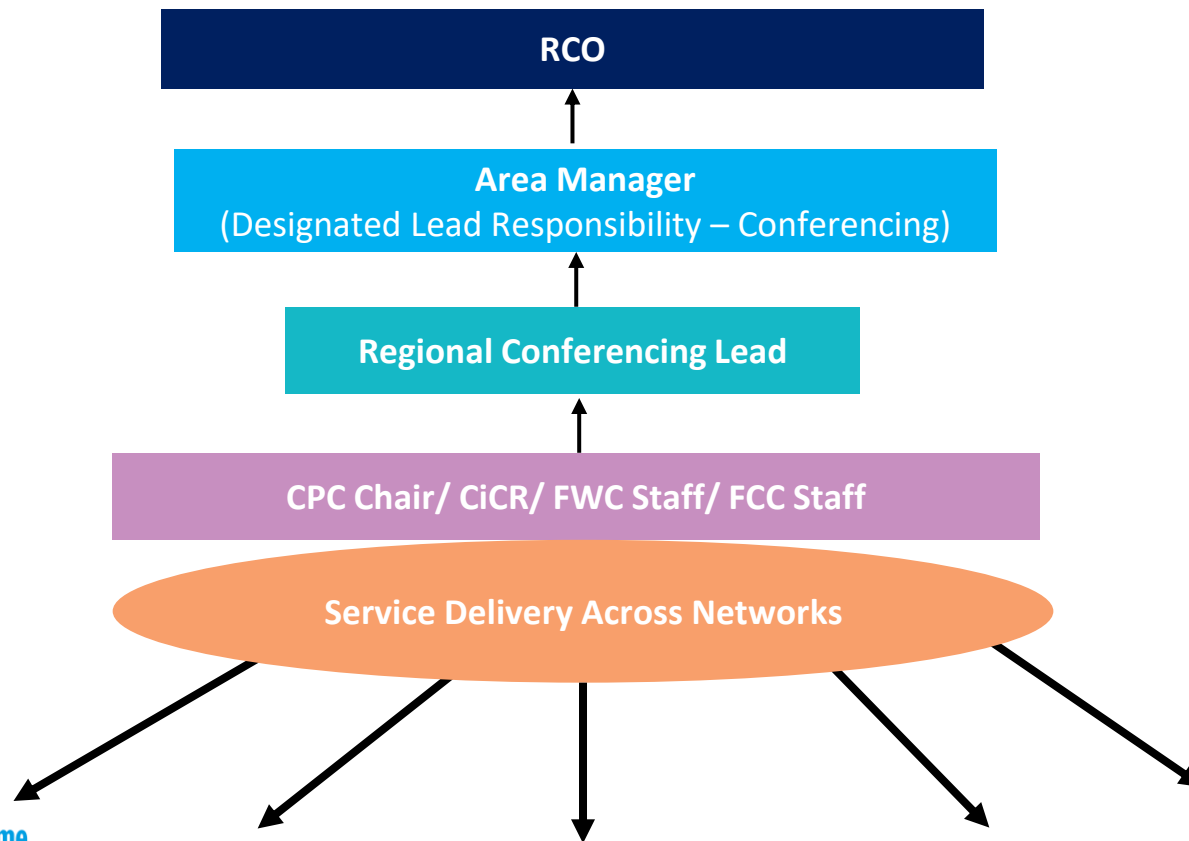 RCO
Area Manager
(Designated Lead Responsibility – Conferencing)
Regional Conferencing Lead
CPC Chair/ CiCR/ FWC Staff/ FCC Staff
Service Delivery Across Networks